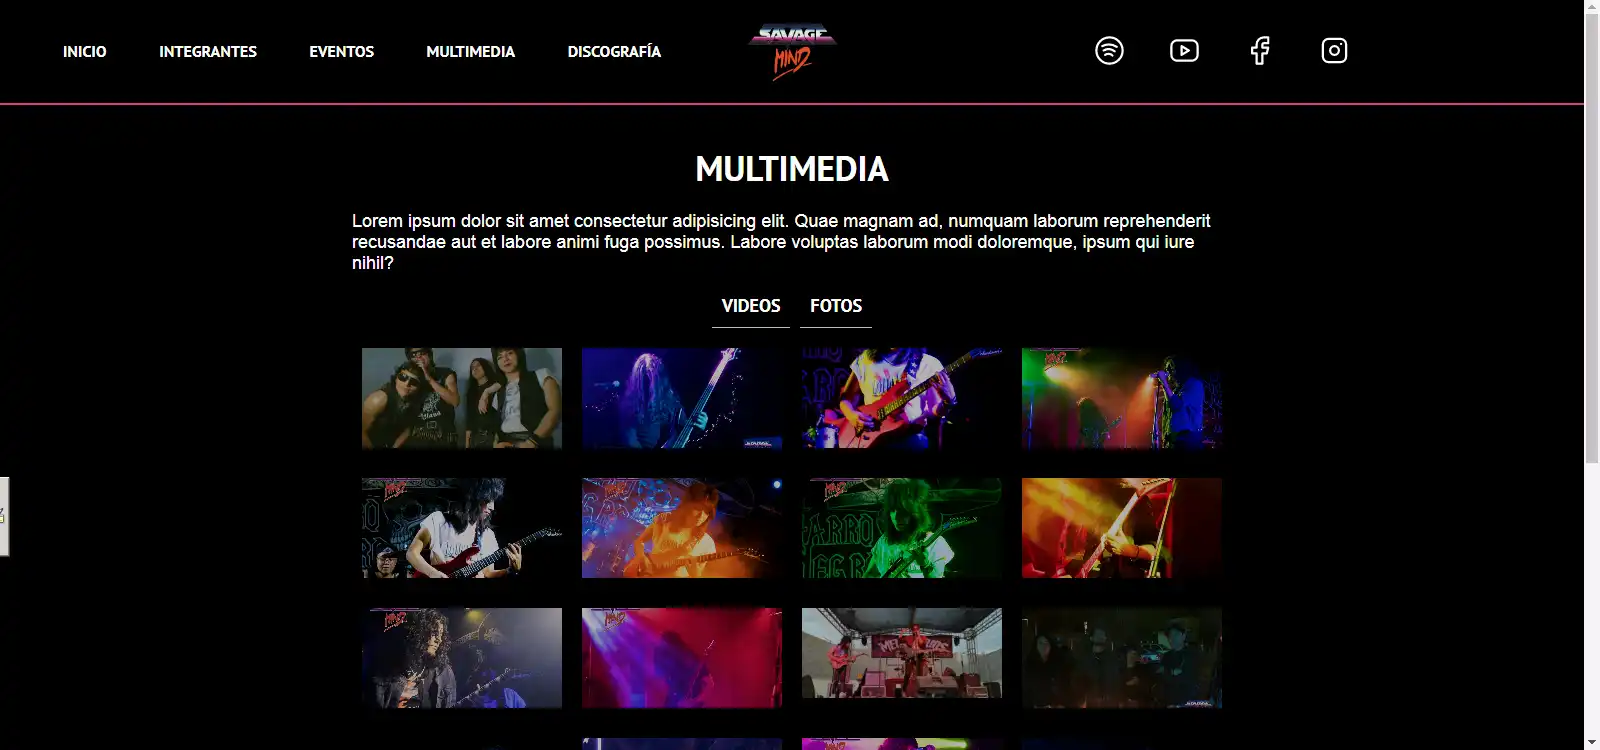 INICIO
INTEGRANTES
EVENTOS
MULTIMEDIA
DISCOGRAFÍA
SAVAGE
MIND
MULTIMEDIA
Lorem ipsum dolor sit amet consectetur adipisicing elit. Quae magnam ad, numquam laborum reprehenderit
recusandae aut et labore animi fuga possimus. Labore voluptas laborum modi doloremque, ipsum qui iure
nihil?
VIDEOS
FOTOS